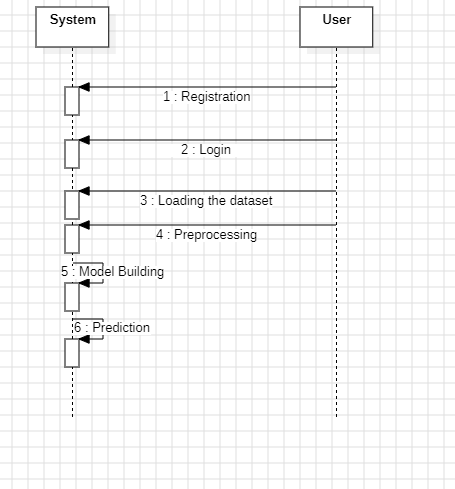 System
User
1 : Registration
2 : Login
3 : Loading the dataset
4 : Preprocessing
5 : Model Building
6 : Prediction